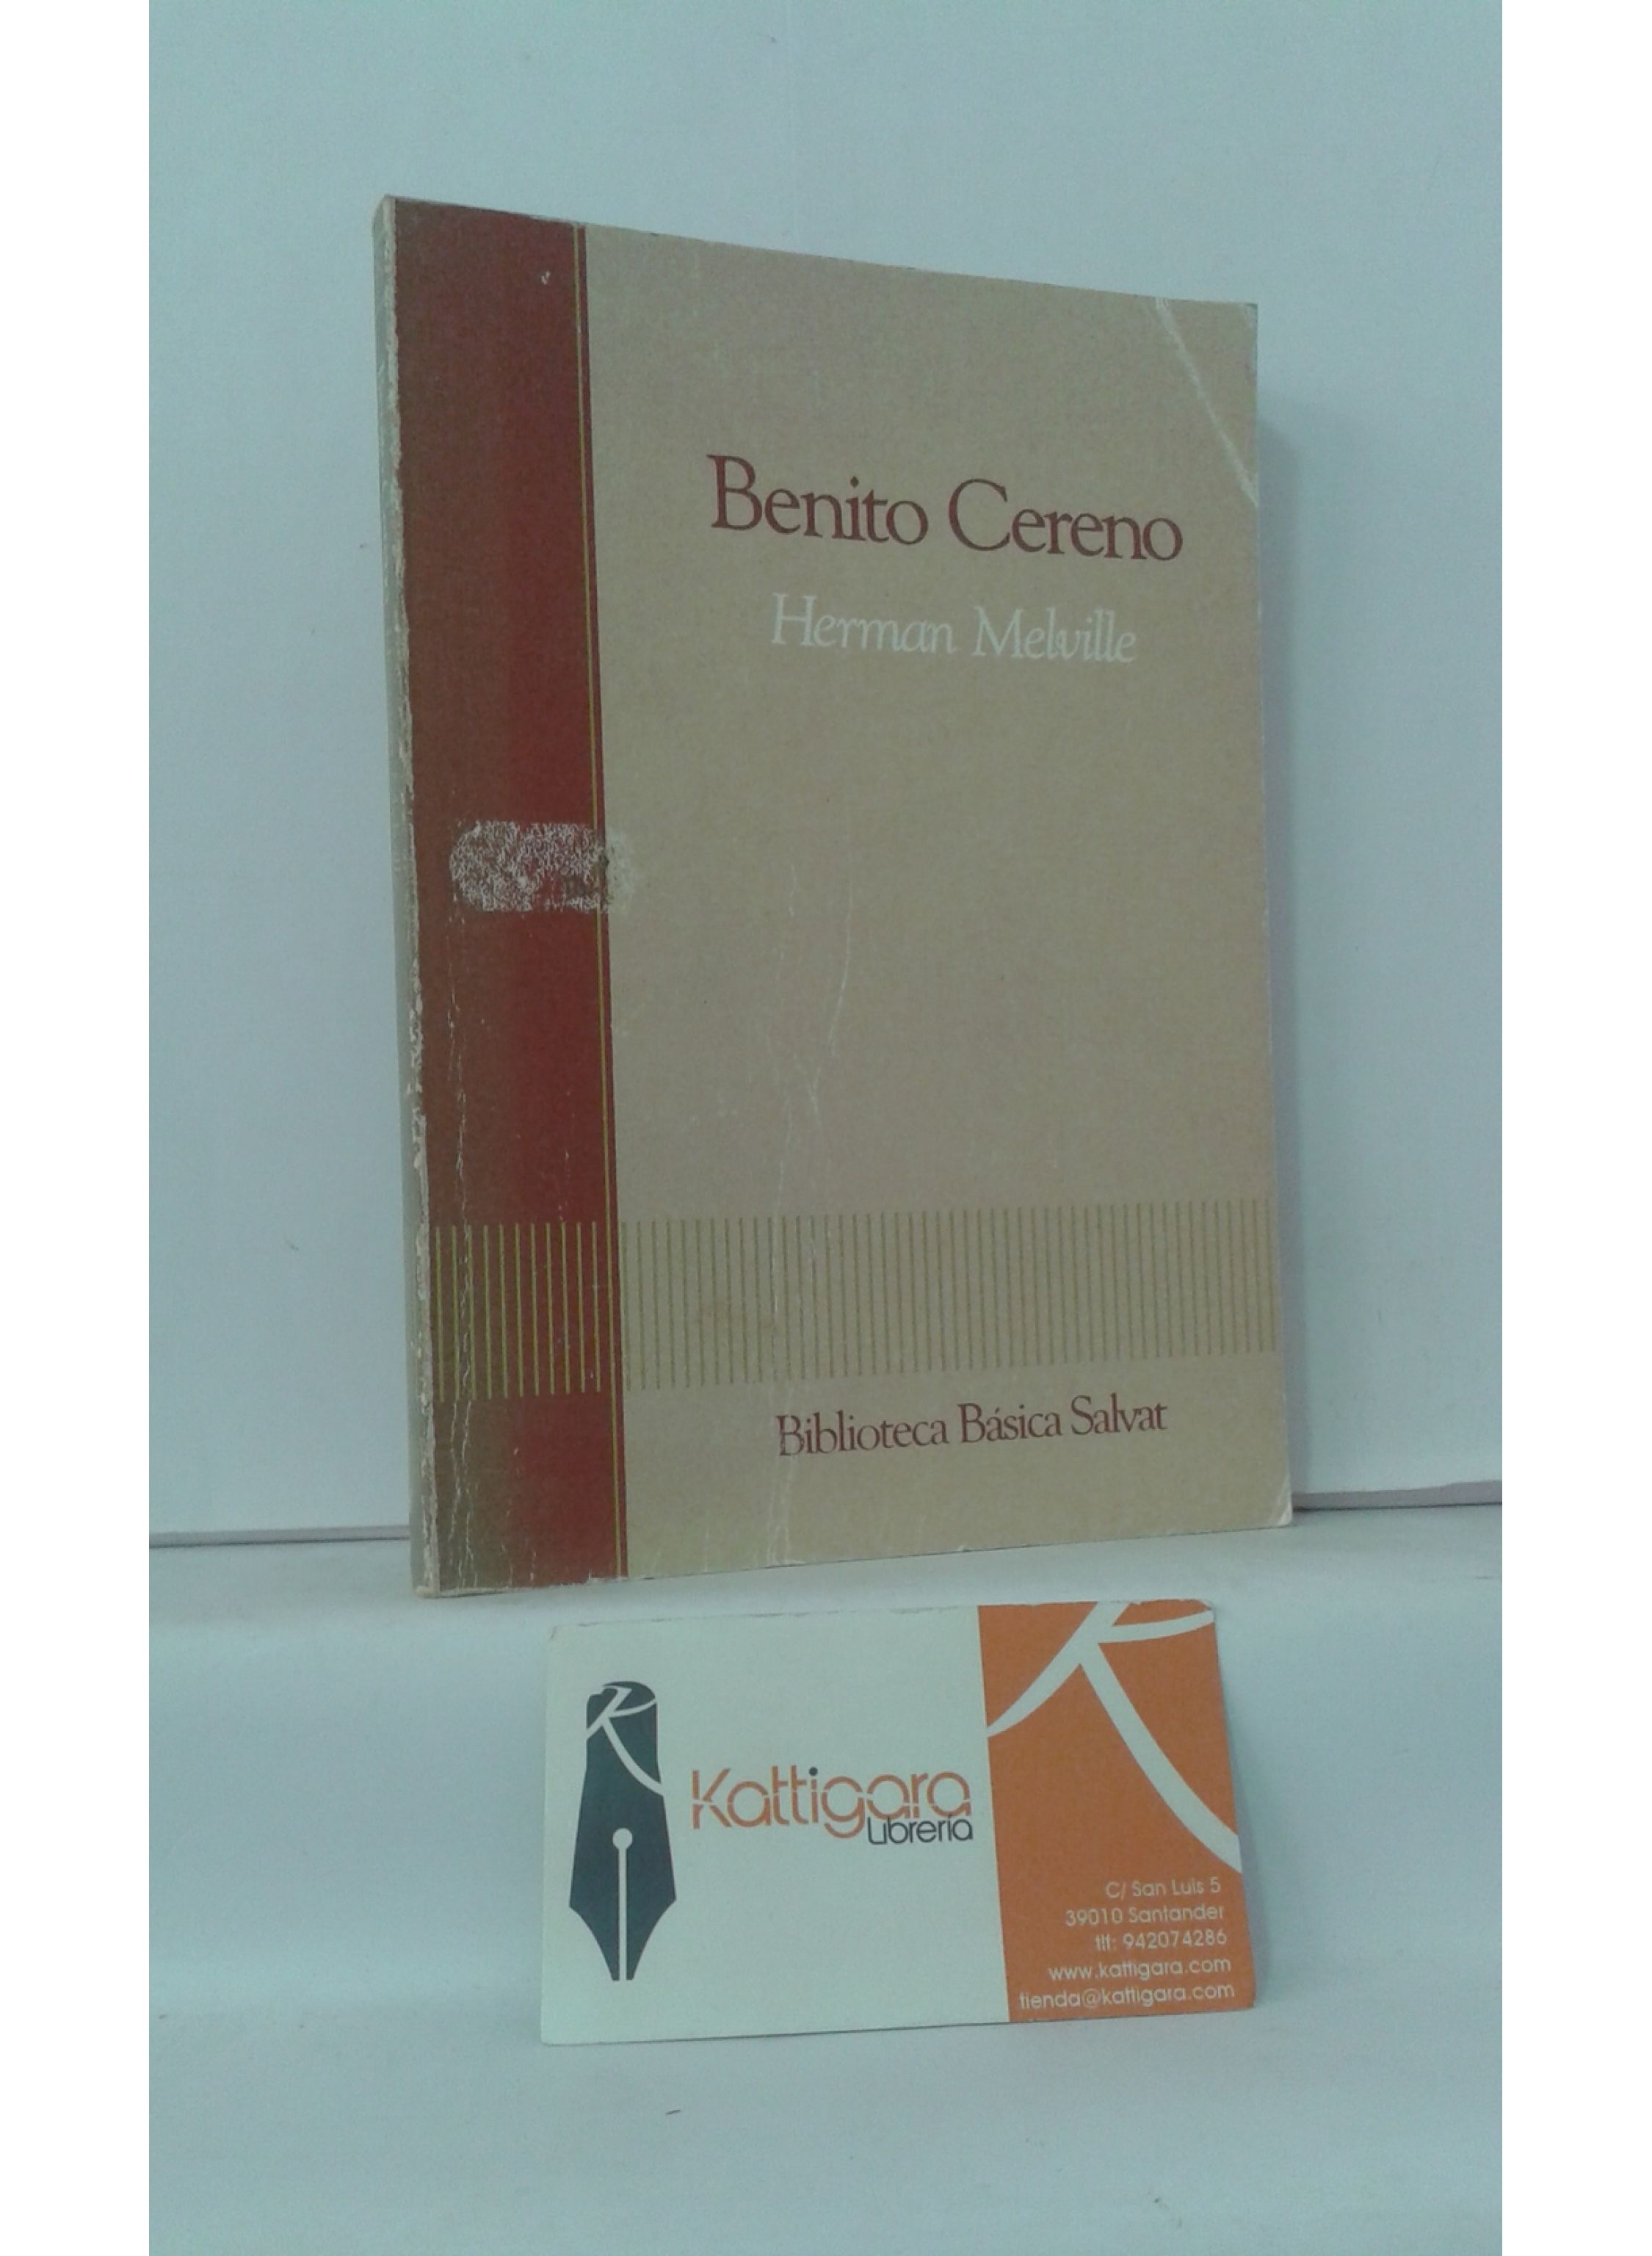 Benito Cereno
Herman Melville
Biblioteca Básica Salvat
Kattigara
Librería
C/ San Luis 5
39010 Santander
tlf: 942074286
www.kattigara.com
tienda@kattigara.com